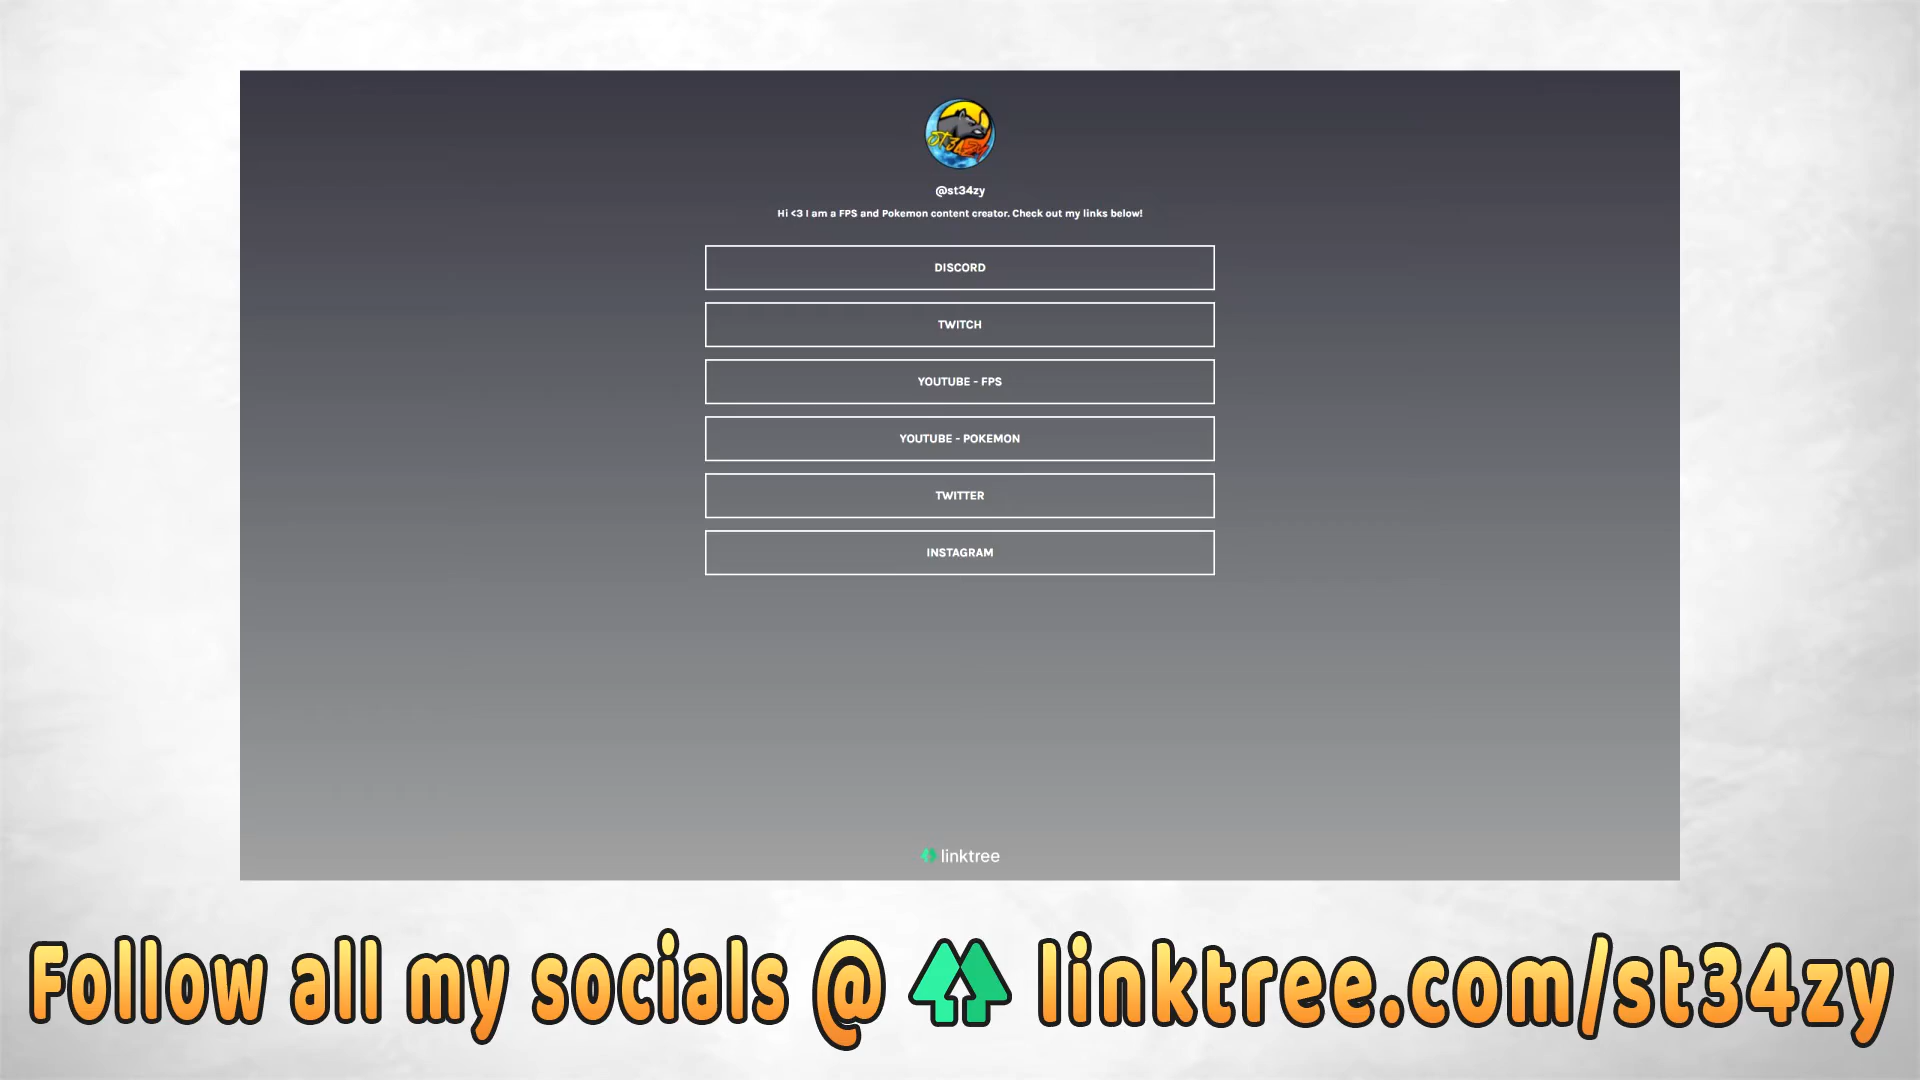 St34Zy
@st34zy
Hi <3 I am a FPS and Pokemon content creator. Check out my links below!
DISCORD
TWITCH
YOUTUBE - FPS
YOUTUBE - POKEMON
TWITTER
INSTAGRAM
linktree
Follow all my socials @ linktree.com/st34zy